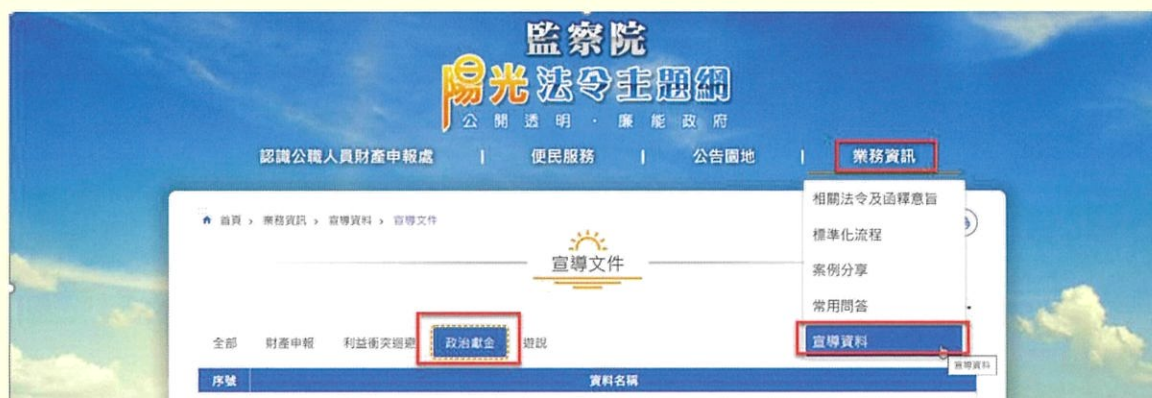 監察院
陽光法令主題網
公開透明·廉能政府
認識公職人員財產申報處 | 便民服務 | 公告園地 | 業務資訊
相關法令及函釋意旨
標準化流程
案例分享
常用問答
宣導資料
宣導資料
首頁 › 業務資訊 › 宣導資料 › 宣導文件
宣導文件
全部 財產申報 利益衝突迴避 政治獻金 遊說
序號 資料名稱